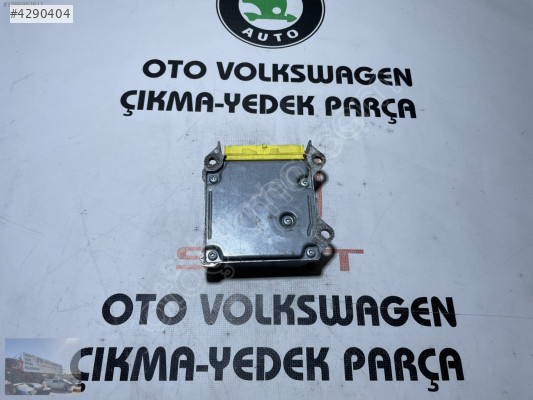 #4290404
AUTO
OTO VOLKSWAGEN
ÇIKMA-YEDEK PARÇA
OTO VOLKSWAGEN
ÇIKMA-YEDEK PARÇA